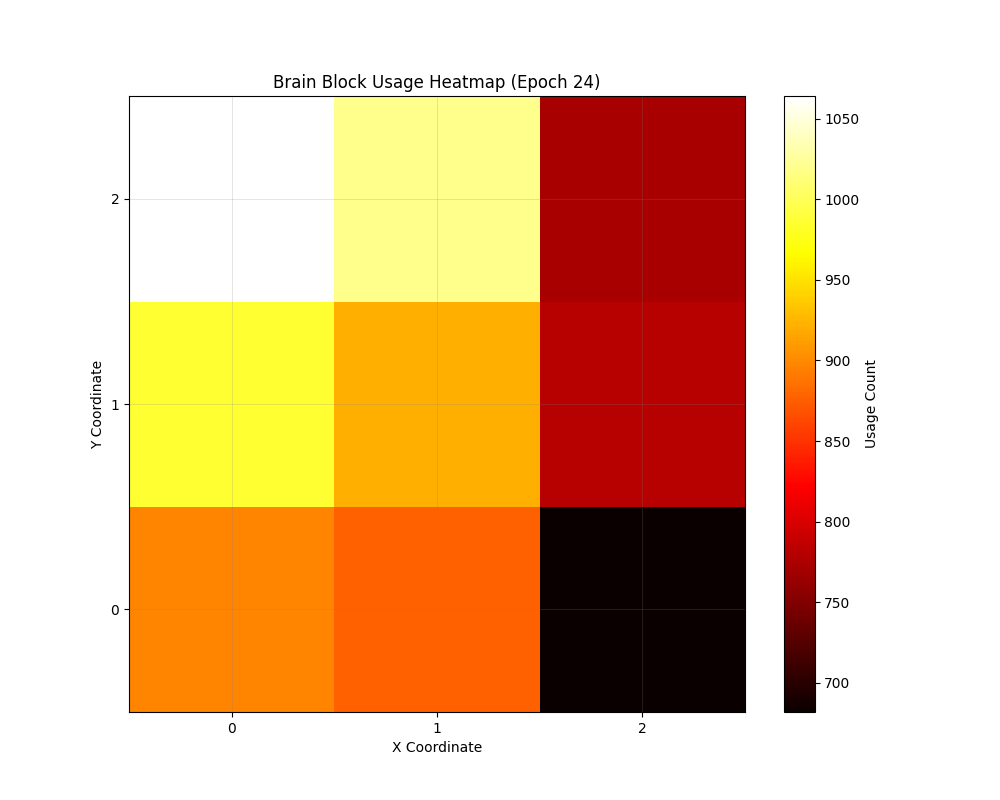 Brain Block Usage Heatmap (Epoch 24)
2
1
0
Y Coordinate
0 1 2
X Coordinate
1050
1000
950
900
850
800
750
700
Usage Count